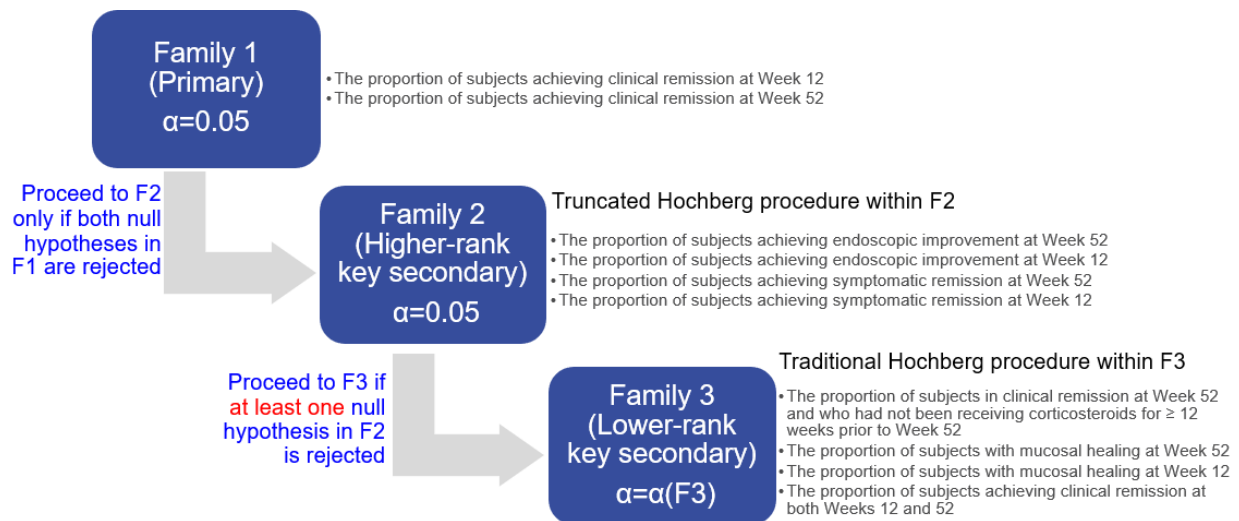 Family 1
(Primary)
α=0.05
• The proportion of subjects achieving clinical remission at Week 12
• The proportion of subjects achieving clinical remission at Week 52
Proceed to F2
only if both null
hypotheses in
F1 are rejected
Family 2
(Higher-rank
key secondary)
α=0.05
Truncated Hochberg procedure within F2
• The proportion of subjects achieving endoscopic improvement at Week 52
• The proportion of subjects achieving endoscopic improvement at Week 12
• The proportion of subjects achieving symptomatic remission at Week 52
• The proportion of subjects achieving symptomatic remission at Week 12
Proceed to F3 if
at least one null
hypothesis in F2
is rejected
Family 3
(Lower-rank
key secondary)
α=α(F3)
Traditional Hochberg procedure within F3
• The proportion of subjects in clinical remission at Week 52
and who had not been receiving corticosteroids for ≥ 12
weeks prior to Week 52
• The proportion of subjects with mucosal healing at Week 52
• The proportion of subjects with mucosal healing at Week 12
• The proportion of subjects achieving clinical remission at
both Weeks 12 and 52